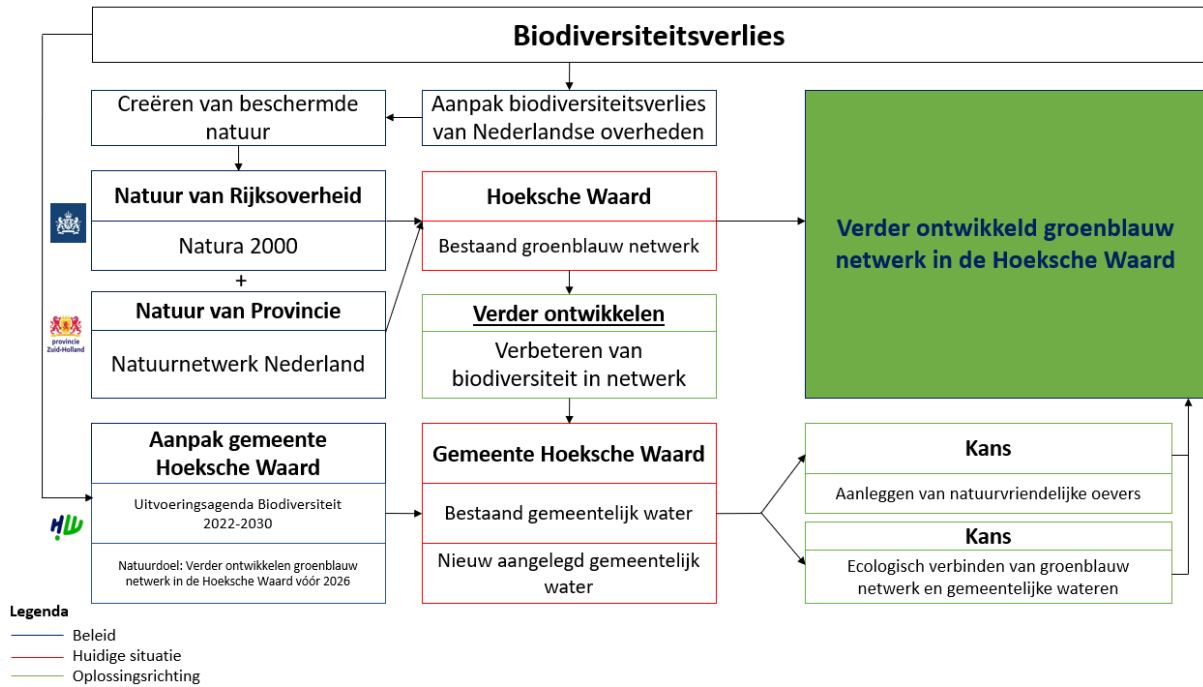 Biodiversiteitsverlies
Creëren van beschermde
natuur
Aanpak biodiversiteitsverlies
van Nederlandse overheden
Natuur van Rijksoverheid
Natura 2000
+
Natuur van Provincie
Natuurnetwerk Nederland
provincie
Zuid-Holland
Hoeksche Waard
Bestaand groenblauw netwerk
Verder ontwikkelen
Verbeteren van
biodiversiteit in netwerk
Verder ontwikkeld groenblauw
netwerk in de Hoeksche Waard
Aanpak gemeente
Hoeksche Waard
Uitvoeringsagenda Biodiversiteit
2022-2030
Natuurdoel: Verder ontwikkelen groenblauw
netwerk in de Hoeksche Waard vóór 2026
HW
Gemeente Hoeksche Waard
Bestaand gemeentelijk water
Nieuw aangelegd gemeentelijk
water
Kans
Aanleggen van natuurvriendelijke oevers
Kans
Ecologisch verbinden van groenblauw
netwerk en gemeentelijke wateren
Legenda
Beleid
Huidige situatie
Oplossingsrichting